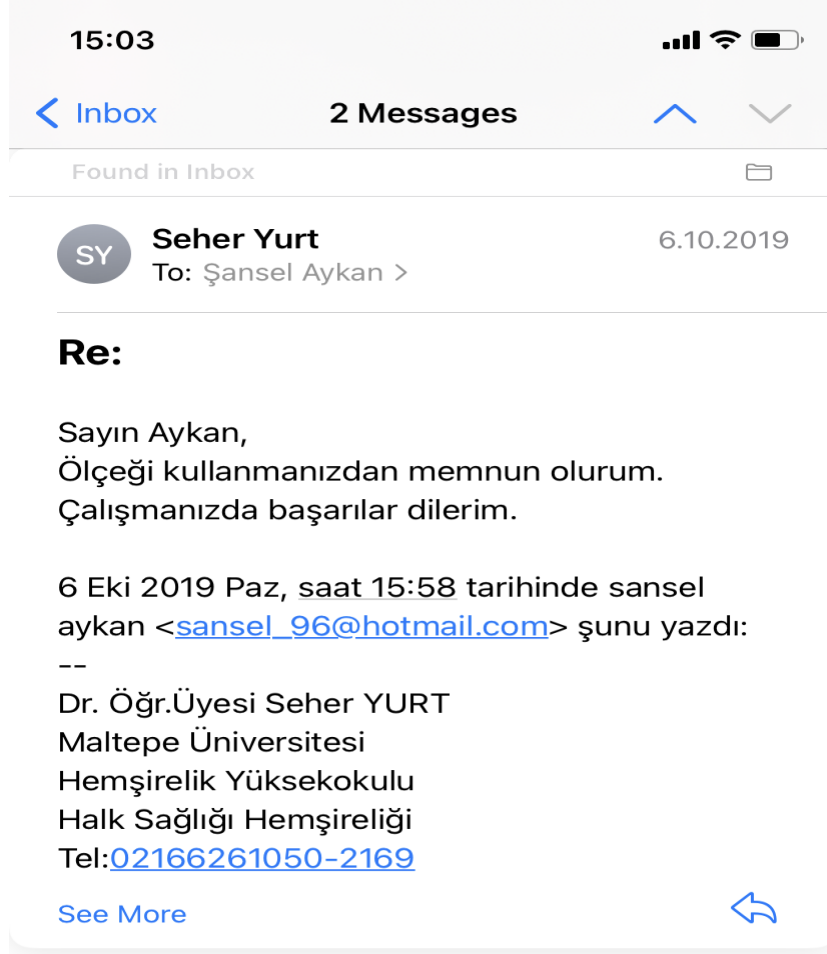 15:03
Inbox
2 Messages
Found in Inbox
SY
Seher Yurt
6.10.2019
To: Şansel Aykan >
Re:
Sayın Aykan,
Ölçeği kullanmanızdan memnun olurum.
Çalışmanızda başarılar dilerim.
6 Eki 2019 Paz, saat 15:58 tarihinde sansel
aykan <sansel_96@hotmail.com> şunu yazdı:
--
Dr. Öğr.Üyesi Seher YURT
Maltepe Üniversitesi
Hemşirelik Yüksekokulu
Halk Sağlığı Hemşireliği
Tel:02166261050-2169
See More